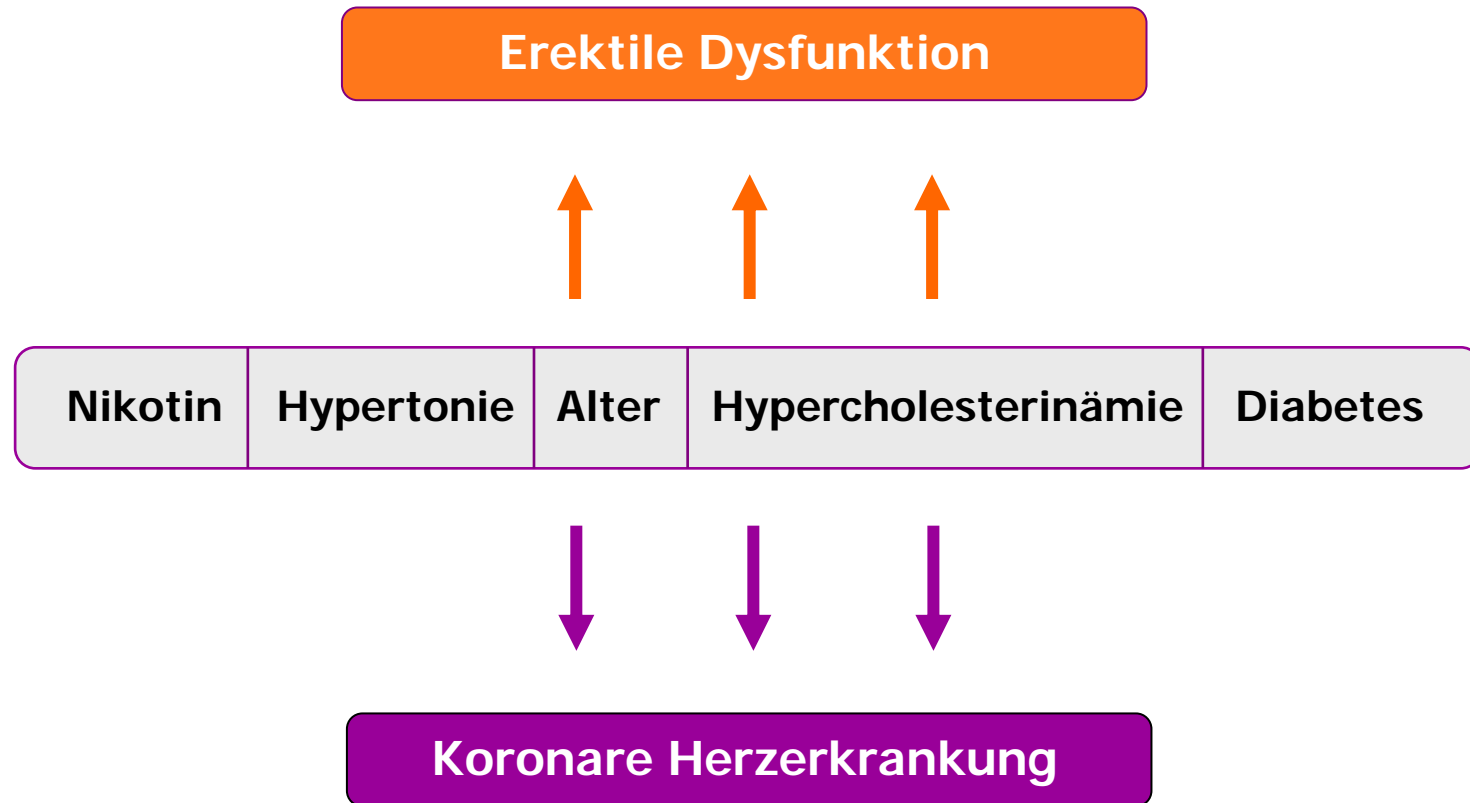 Erektile Dysfunktion
Nikotin Hypertonie Alter Hypercholesterinämie Diabetes
Koronare Herzerkrankung